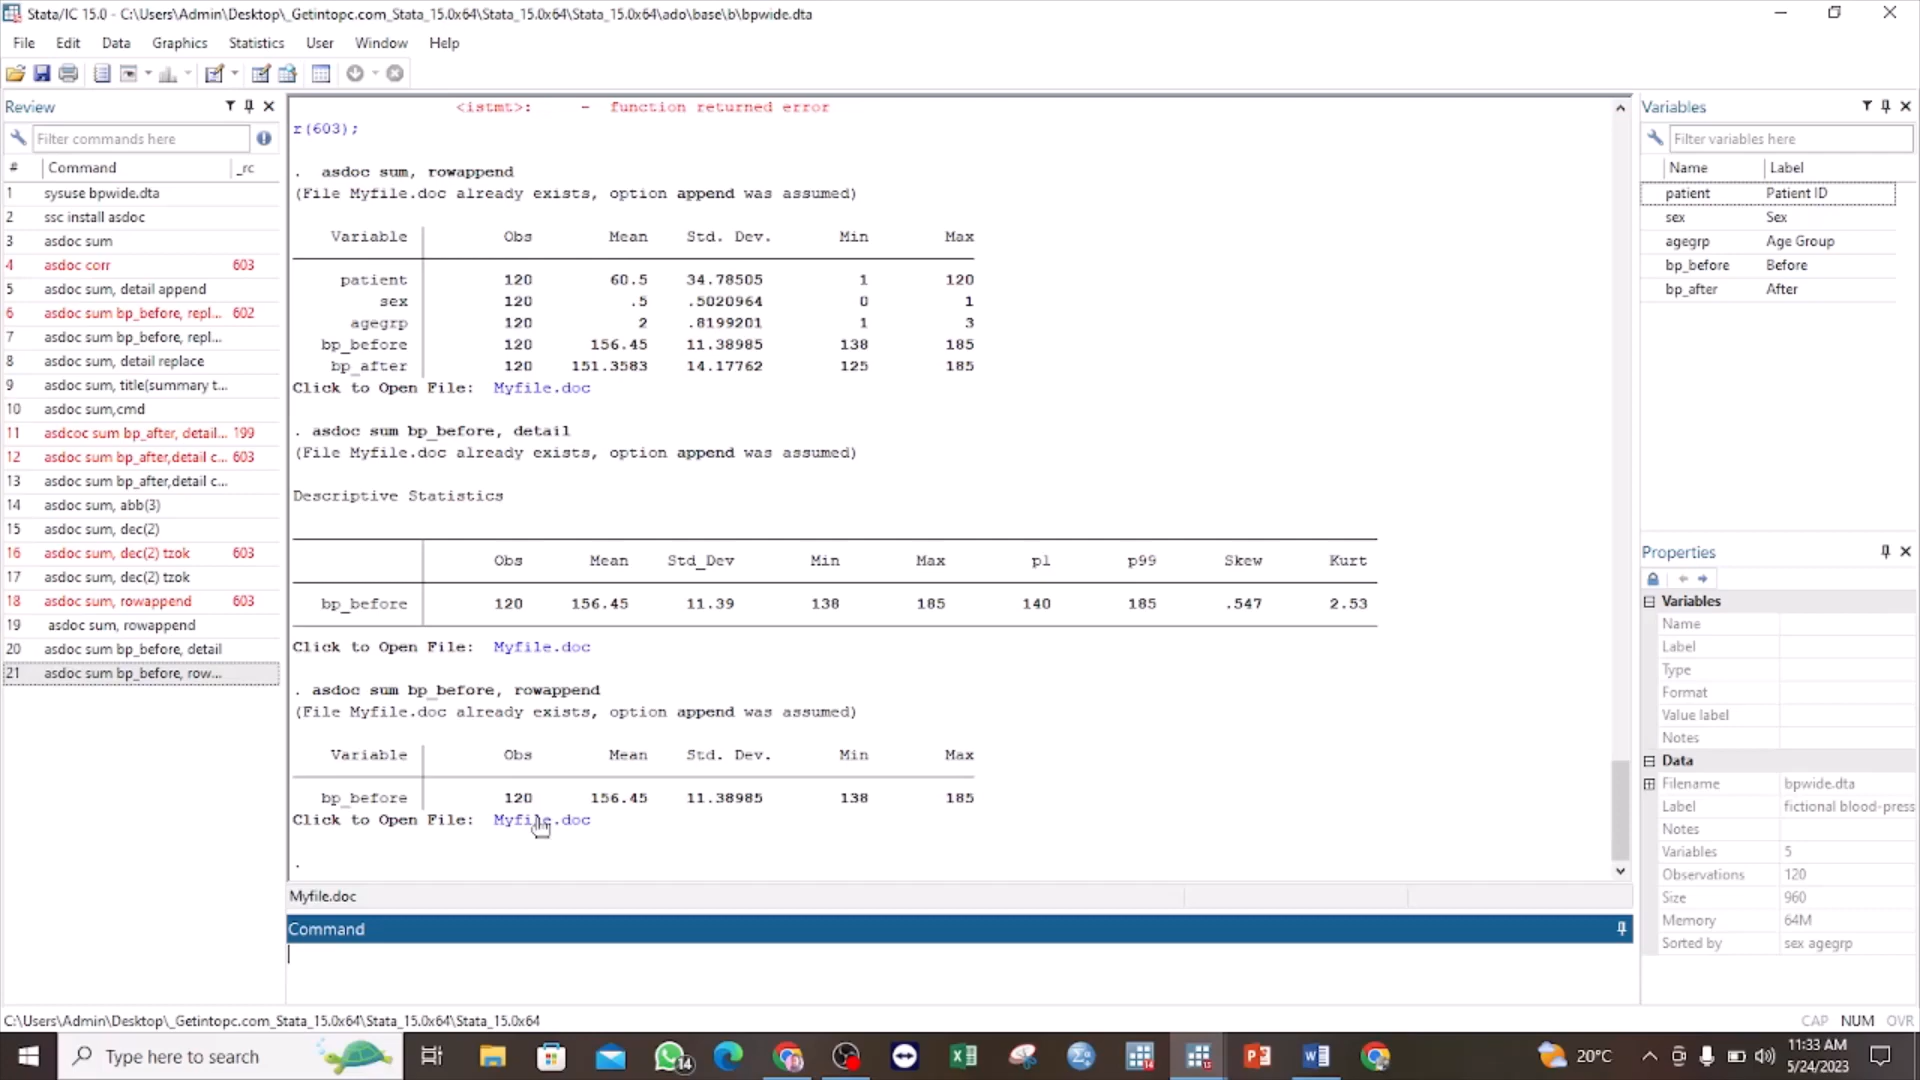 Stata/IC 15.0 - C:\Users\Admin\Desktop\_Getintopc.com_Stata_15.0x64\Stata_15.0x64\Stata_15.0x64\ado\base\b\bpwide.dta
File Edit Data Graphics Statistics User Window Help
Review
Filter commands here
# Command _rc
1 sysuse bpwide.dta
2 ssc install asdoc
3 asdoc sum
4 asdoc corr 603
5 asdoc sum, detail append
6 asdoc sum bp_before, repl... 602
7 asdoc sum bp_before, repl...
8 asdoc sum, detail replace
9 asdoc sum, title(summary t...
10 asdoc sum,cmd
11 asdcoc sum bp_after, detail... 199
12 asdoc sum bp_after,detail c... 603
13 asdoc sum bp_after,detail c...
14 asdoc sum, abb(3)
15 asdoc sum, dec(2)
16 asdoc sum, dec(2) tzok 603
17 asdoc sum, dec(2) tzok
18 asdoc sum, rowappend 603
19 asdoc sum, rowappend
20 asdoc sum bp_before, detail
21 asdoc sum bp_before, row...
<istmt>: - function returned error
r(603);
. asdoc sum, rowappend
(File Myfile.doc already exists, option append was assumed)
Variable Obs Mean Std. Dev. Min Max
patient 120 60.5 34.78505 1 120
sex 120 .5 .5020964 0 1
agegrp 120 2 .8199201 1 3
bp_before 120 156.45 11.38985 138 185
bp_after 120 151.3583 14.17762 125 185
Click to Open File: Myfile.doc
. asdoc sum bp_before, detail
(File Myfile.doc already exists, option append was assumed)
Descriptive Statistics
Obs Mean Std_Dev Min Max p1 p99 Skew Kurt
bp_before 120 156.45 11.39 138 185 140 185 .547 2.53
Click to Open File: Myfile.doc
. asdoc sum bp_before, rowappend
(File Myfile.doc already exists, option append was assumed)
Variable Obs Mean Std. Dev. Min Max
bp_before 120 156.45 11.38985 138 185
Click to Open File: Myfile.doc
.
Myfile.doc
Command
Variables
Filter variables here
Name Label
patient Patient ID
sex Sex
agegrp Age Group
bp_before Before
bp_after After
Properties
Variables
Name
Label
Type
Format
Value label
Notes
Data
Filename bpwide.dta
Label fictional blood-press
Notes
Variables 5
Observations 120
Size 960
Memory 64M
Sorted by sex agegrp
C:\Users\Admin\Desktop\_Getintopc.com_Stata_15.0x64\Stata_15.0x64\Stata_15.0x64
CAP NUM OVR
Type here to search
14
20°C
11:33 AM
5/24/2023